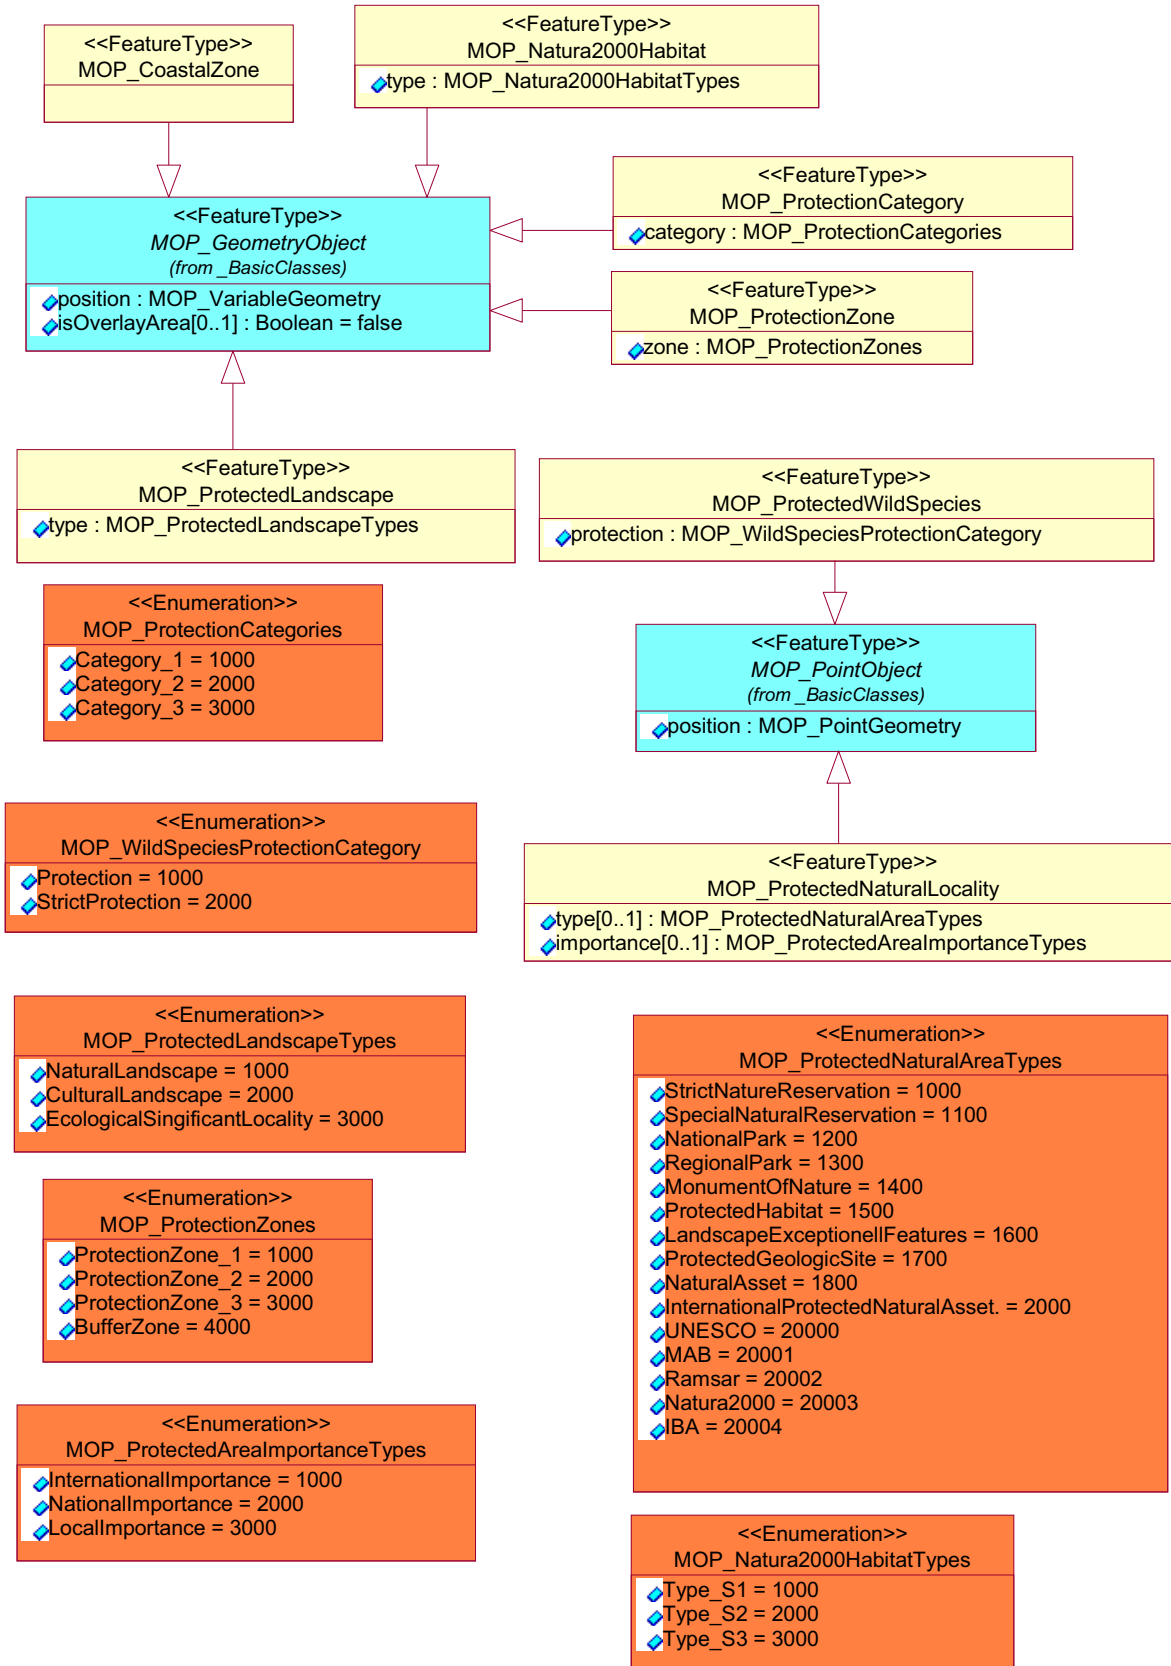 <<FeatureType>>
MOP_CoastalZone
<<FeatureType>>
MOP_Natura2000Habitat
type : MOP_Natura2000HabitatTypes
<<FeatureType>>
MOP_ProtectionCategory
category : MOP_ProtectionCategories
<<FeatureType>>
MOP_GeometryObject
(from _BasicClasses)
position : MOP_VariableGeometry
isOverlayArea[0..1] : Boolean = false
<<FeatureType>>
MOP_ProtectionZone
zone : MOP_ProtectionZones
<<FeatureType>>
MOP_ProtectedLandscape
type : MOP_ProtectedLandscapeTypes
<<FeatureType>>
MOP_ProtectedWildSpecies
protection : MOP_WildSpeciesProtectionCategory
<<Enumeration>>
MOP_ProtectionCategories
Category_1 = 1000
Category_2 = 2000
Category_3 = 3000
<<FeatureType>>
MOP_PointObject
(from _BasicClasses)
position : MOP_PointGeometry
<<Enumeration>>
MOP_WildSpeciesProtectionCategory
Protection = 1000
StrictProtection = 2000
<<FeatureType>>
MOP_ProtectedNaturalLocality
type[0..1] : MOP_ProtectedNaturalAreaTypes
importance[0..1] : MOP_ProtectedAreaImportanceTypes
<<Enumeration>>
MOP_ProtectedLandscapeTypes
NaturalLandscape = 1000
CulturalLandscape = 2000
EcologicalSingificantLocality = 3000
<<Enumeration>>
MOP_ProtectedNaturalAreaTypes
StrictNatureReservation = 1000
SpecialNaturalReservation = 1100
NationalPark = 1200
RegionalPark = 1300
MonumentOfNature = 1400
ProtectedHabitat = 1500
LandscapeExceptionellFeatures = 1600
ProtectedGeologicSite = 1700
NaturalAsset = 1800
InternationalProtectedNaturalAsset. = 2000
UNESCO = 20000
MAB = 20001
Ramsar = 20002
Natura2000 = 20003
IBA = 20004
<<Enumeration>>
MOP_ProtectionZones
ProtectionZone_1 = 1000
ProtectionZone_2 = 2000
ProtectionZone_3 = 3000
BufferZone = 4000
<<Enumeration>>
MOP_ProtectedAreaImportanceTypes
InternationalImportance = 1000
NationalImportance = 2000
LocalImportance = 3000
<<Enumeration>>
MOP_Natura2000HabitatTypes
Type_S1 = 1000
Type_S2 = 2000
Type_S3 = 3000